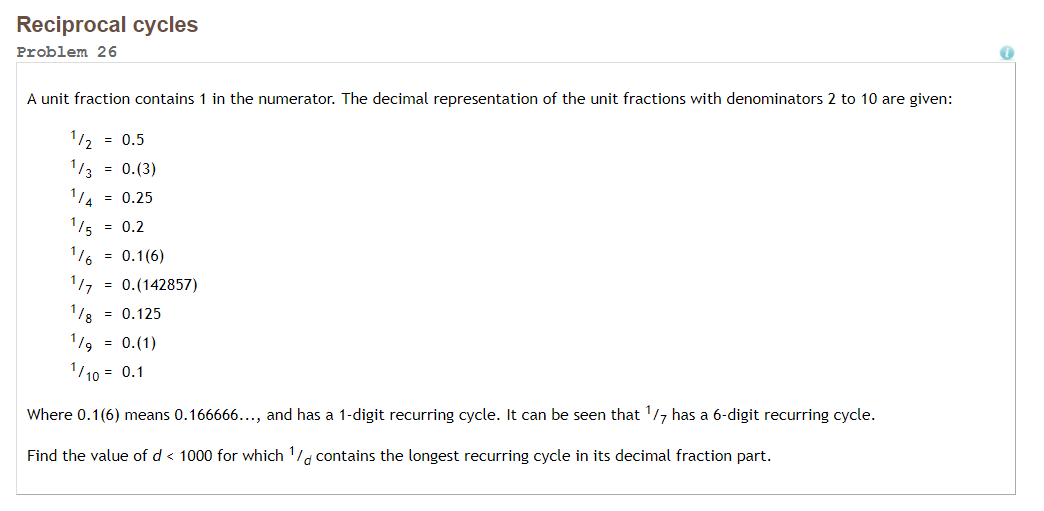 Reciprocal cycles
Problem 26
i
A unit fraction contains 1 in the numerator. The decimal representation of the unit fractions with denominators 2 to 10 are given:
1/2 = 0.5
1/3 = 0.(3)
1/4 = 0.25
1/5 = 0.2
1/6 = 0.1(6)
1/7 = 0.(142857)
1/8 = 0.125
1/9 = 0.(1)
1/10 = 0.1
Where 0.1(6) means 0.166666..., and has a 1-digit recurring cycle. It can be seen that 1/7 has a 6-digit recurring cycle.
Find the value of d < 1000 for which 1/d contains the longest recurring cycle in its decimal fraction part.